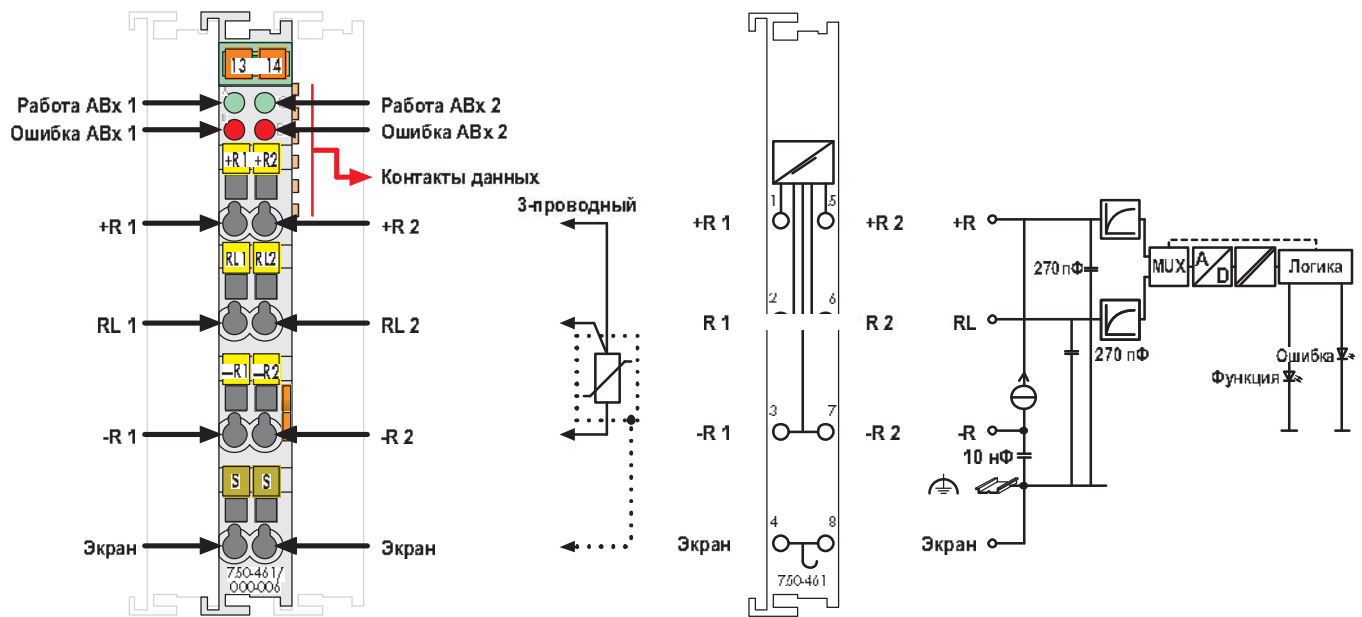 13 14
A C
Работа АВх 1
Работа АВх 2
B D
Ошибка АВх 1
Ошибка АВх 2
+R1 +R2
Контакты данных
3-проводный
+R 1
+R 2
RL1 RL2
RL 1
RL 2
–R1 –R2
-R 1
-R 2
S S
Экран
Экран
750-461/
000-006
1 5
+R 1
+R 2
2 6
R 1
R 2
3 7
-R 1
-R 2
4 8
Экран
750-461
+R
270 пФ
MUX
A
D
Логика
RL
270 пФ
Ошибка
Функция
-R
10 нФ
Экран